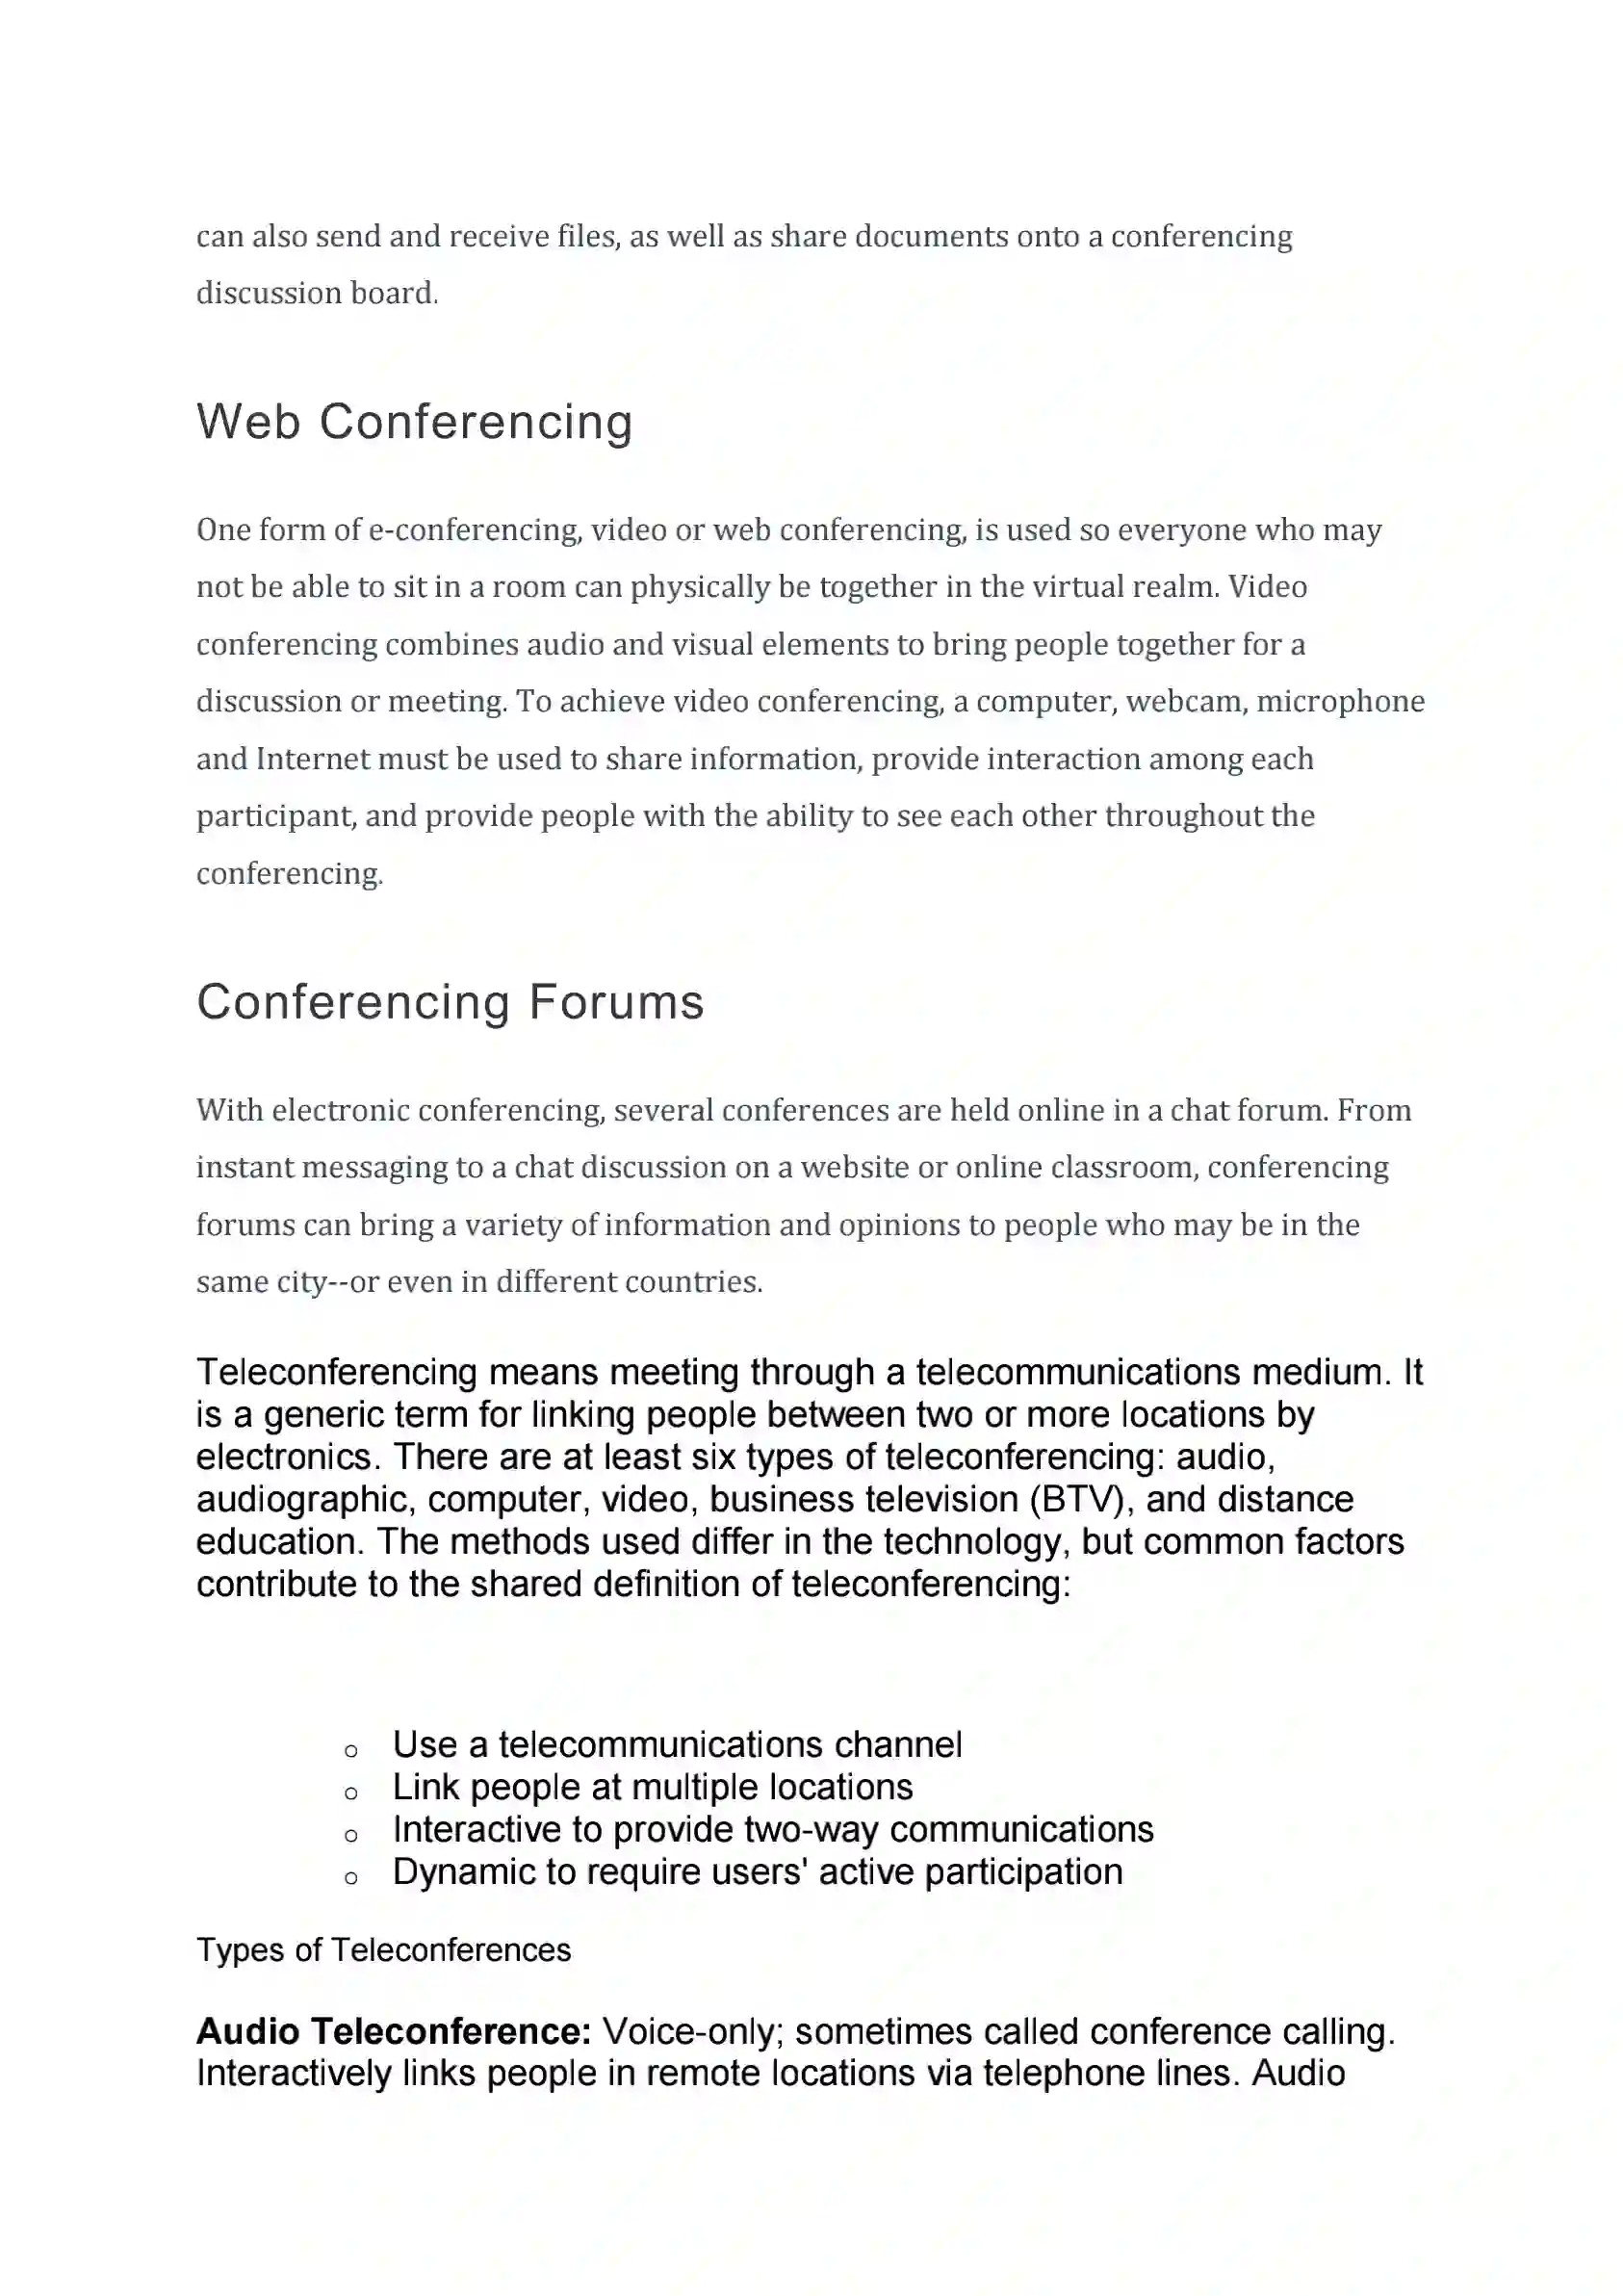 can also send and receive files, as well as share documents onto a conferencing
discussion board.
Web Conferencing
One form of e-conferencing, video or web conferencing, is used so everyone who may
not be able to sit in a room can physically be together in the virtual realm. Video
conferencing combines audio and visual elements to bring people together for a
discussion or meeting. To achieve video conferencing, a computer, webcam, microphone
and Internet must be used to share information, provide interaction among each
participant, and provide people with the ability to see each other throughout the
conferencing.
Conferencing Forums
With electronic conferencing, several conferences are held online in a chat forum. From
instant messaging to a chat discussion on a website or online classroom, conferencing
forums can bring a variety of information and opinions to people who may be in the
same city--or even in different countries.
Teleconferencing means meeting through a telecommunications medium. It
is a generic term for linking people between two or more locations by
electronics. There are at least six types of teleconferencing: audio,
audiographic, computer, video, business television (BTV), and distance
education. The methods used differ in the technology, but common factors
contribute to the shared definition of teleconferencing:
o Use a telecommunications channel
o Link people at multiple locations
o Interactive to provide two-way communications
o Dynamic to require users' active participation
Types of Teleconferences
Audio Teleconference: Voice-only; sometimes called conference calling.
Interactively links people in remote locations via telephone lines. Audio